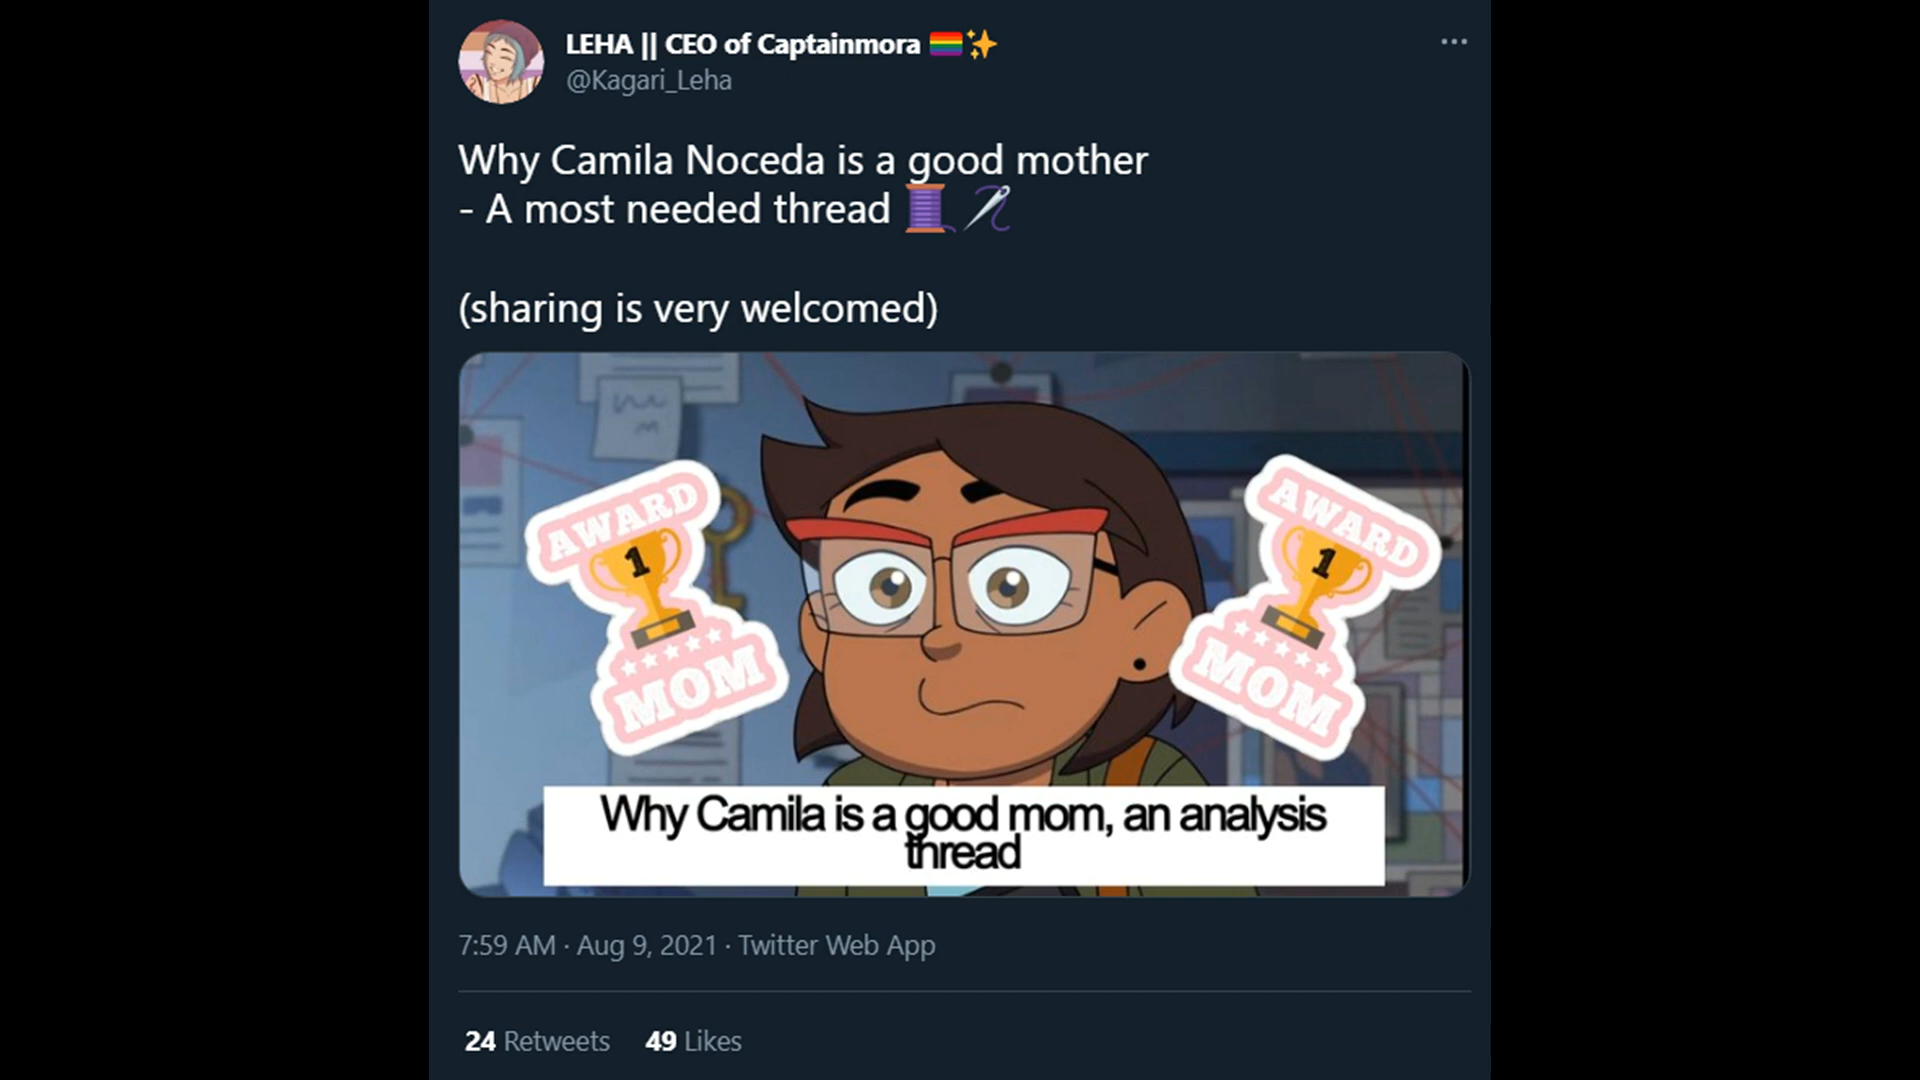 LEHA || CEO of Captainmora 🏳️‍🌈✨
@Kagari_Leha
Why Camila Noceda is a good mother
- A most needed thread 🧵🪡
(sharing is very welcomed)
AWARD
1
MOM
AWARD
1
MOM
Why Camila is a good mom, an analysis
thread
7:59 AM · Aug 9, 2021 · Twitter Web App
24 Retweets 49 Likes